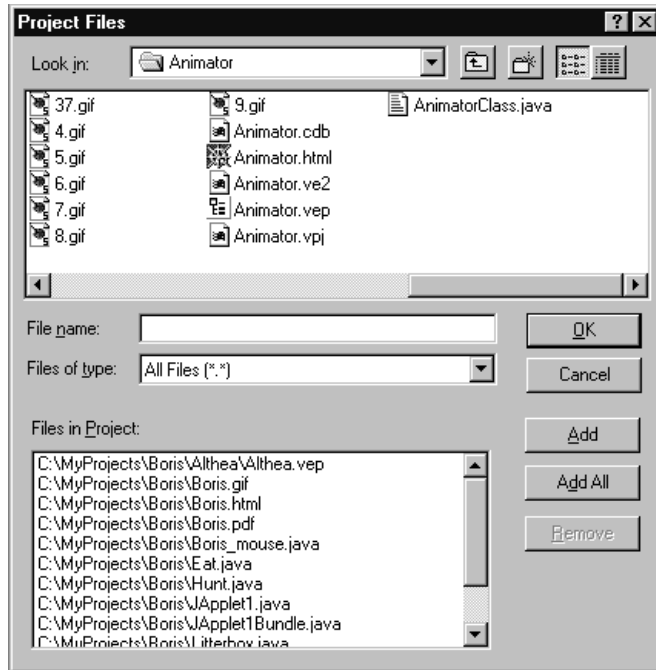 Project Files
Look in: Animator
37.gif 9.gif AnimatorClass.java
4.gif Animator.cdb
5.gif Animator.html
6.gif Animator.ve2
7.gif Animator.vep
8.gif Animator.vpj
File name: OK
Files of type: All Files (*.*) Cancel
Files in Project: Add
C:\MyProjects\Boris\Althea\Althea.vep
C:\MyProjects\Boris\Boris.gif Add All
C:\MyProjects\Boris\Boris.html
C:\MyProjects\Boris\Boris.pdf Remove
C:\MyProjects\Boris\Boris_mouse.java
C:\MyProjects\Boris\Eat.java
C:\MyProjects\Boris\Hunt.java
C:\MyProjects\Boris\JApplet1.java
C:\MyProjects\Boris\JApplet1Bundle.java
C:\MyProjects\Boris\Litterbox.java